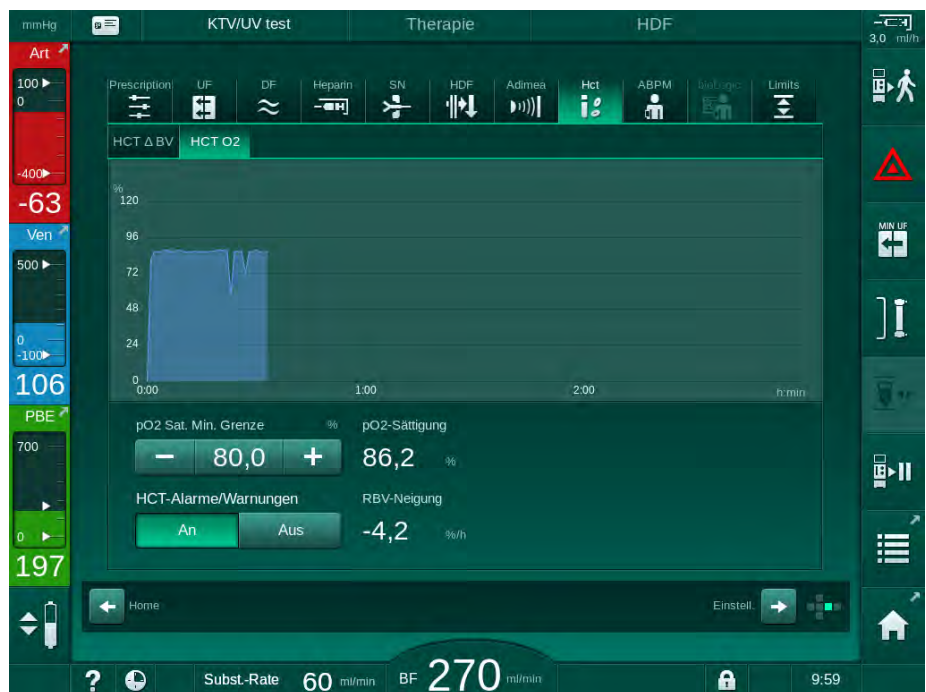 mmHg KTV/UV test Therapie HDF 3,0 ml/h
Art
100
0
-400
-63
Ven
500
0
-100
106
PBE
700
0
197
Prescription UF DF Heparin SN HDF Adimea Hct ABPM bioLogic Limits
HCT Δ BV HCT O2
%
120
96
72
48
24
0
0:00 1:00 2:00 h:min
pO2 Sat. Min. Grenze % pO2-Sättigung
− 80,0 + 86,2 %
HCT-Alarme/Warnungen RBV-Neigung
An Aus -4,2 %/h
Home Einstell.
MIN UF
? Subst.-Rate 60 ml/min BF 270 ml/min 9:59